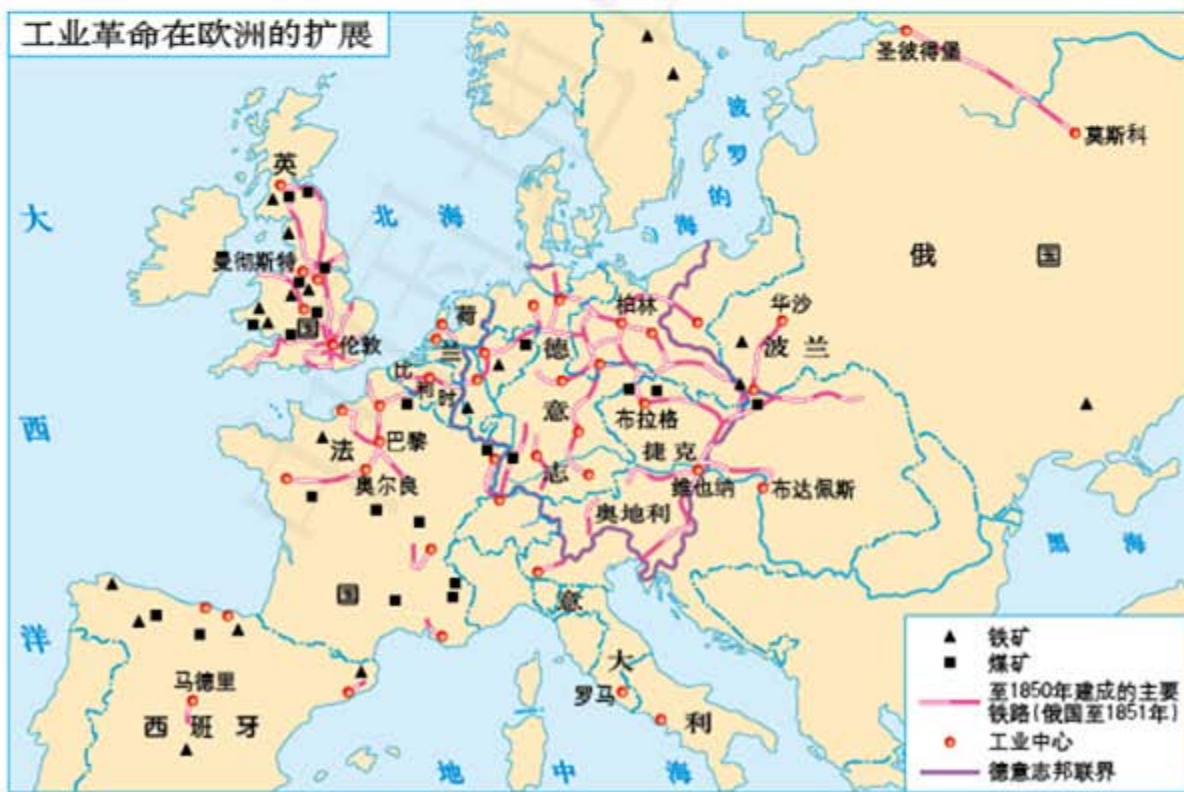 工业革命在欧洲的扩展
圣彼得堡
莫斯科
波罗的海
英国
大西洋
北海
曼彻斯特
伦敦
俄国
荷兰
柏林
华沙
波兰
德意志
比利时
布拉格
捷克
法国
巴黎
奥尔良
维也纳
布达佩斯
奥地利
黑海
意大利
罗马
马德里
西班牙
地中海
铁矿
煤矿
至1850年建成的主要
铁路(俄国至1851年)
工业中心
德意志邦联界